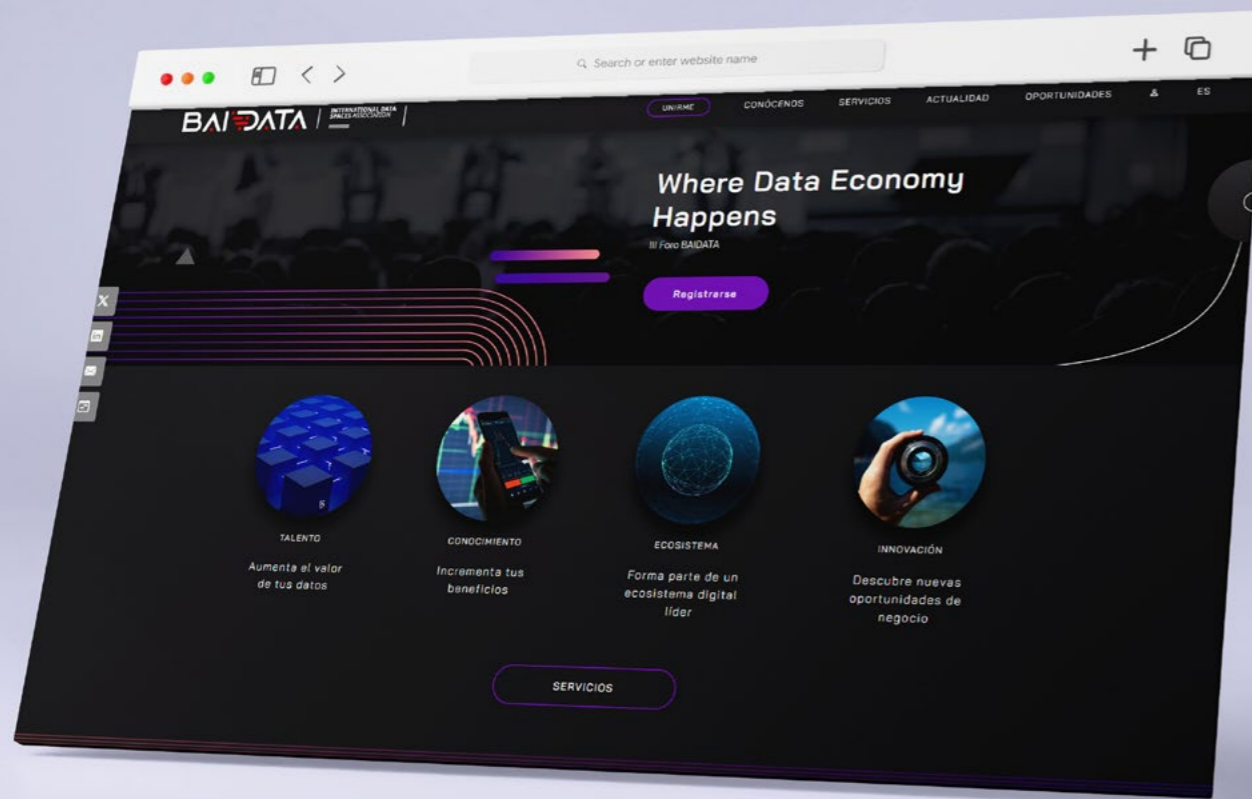 Search or enter website name
BAIDATA
INTERNATIONAL DATA
SPACES ASSOCIATION
UNIRME
CONÓCENOS
SERVICIOS
ACTUALIDAD
OPORTUNIDADES
ES
Where Data Economy
Happens
III Foro BAIDATA
Registrarse
TALENTO
Aumenta el valor
de tus datos
CONOCIMIENTO
Incrementa tus
beneficios
ECOSISTEMA
Forma parte de un
ecosistema digital
líder
INNOVACIÓN
Descubre nuevas
oportunidades de
negocio
SERVICIOS